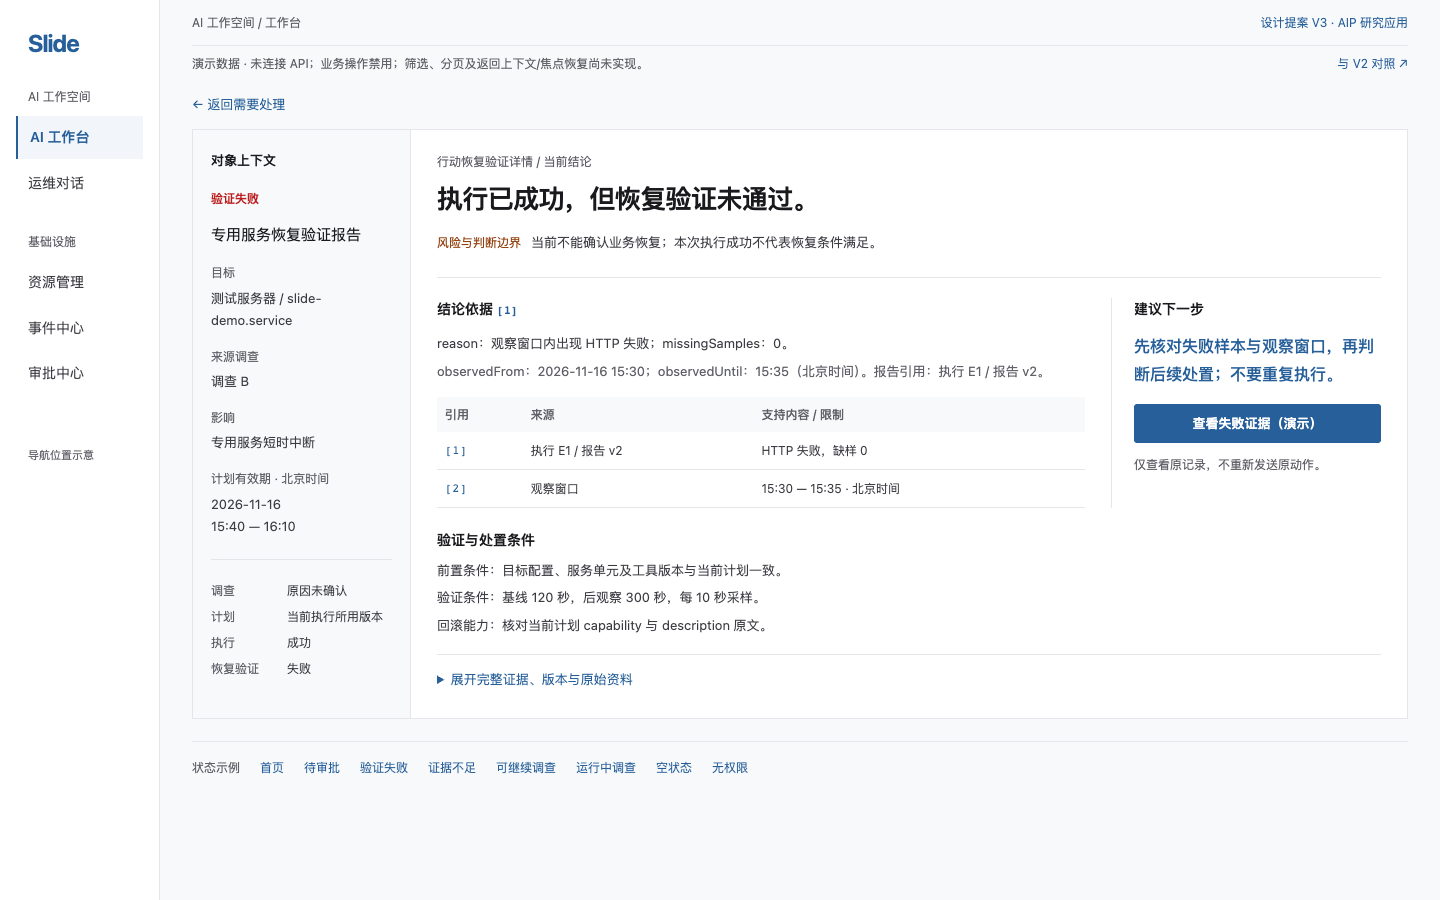 Slide
AI 工作空间
AI 工作台
运维对话
基础设施
资源管理
事件中心
审批中心
导航位置示意
AI 工作空间 / 工作台
设计提案 V3 · AIP 研究应用
演示数据 · 未连接 API；业务操作禁用；筛选、分页及返回上下文/焦点恢复尚未实现。
与 V2 对照 ↗
← 返回需要处理
对象上下文
验证失败
专用服务恢复验证报告
目标
测试服务器 / slide-
demo.service
来源调查
调查 B
影响
专用服务短时中断
计划有效期 · 北京时间
2026-11-16
15:40 — 16:10
调查 原因未确认
计划 当前执行所用版本
执行 成功
恢复验证 失败
行动恢复验证详情 / 当前结论
执行已成功，但恢复验证未通过。
风险与判断边界 当前不能确认业务恢复；本次执行成功不代表恢复条件满足。
结论依据 [1]
reason：观察窗口内出现 HTTP 失败；missingSamples：0。
observedFrom：2026-11-16 15:30；observedUntil：15:35（北京时间）。报告引用：执行 E1 / 报告 v2。
引用 来源 支持内容 / 限制
[1] 执行 E1 / 报告 v2 HTTP 失败，缺样 0
[2] 观察窗口 15:30 — 15:35 · 北京时间
建议下一步
先核对失败样本与观察窗口，再判
断后续处置；不要重复执行。
查看失败证据（演示）
仅查看原记录，不重新发送原动作。
验证与处置条件
前置条件：目标配置、服务单元及工具版本与当前计划一致。
验证条件：基线 120 秒，后观察 300 秒，每 10 秒采样。
回滚能力：核对当前计划 capability 与 description 原文。
▶ 展开完整证据、版本与原始资料
状态示例 首页 待审批 验证失败 证据不足 可继续调查 运行中调查 空状态 无权限